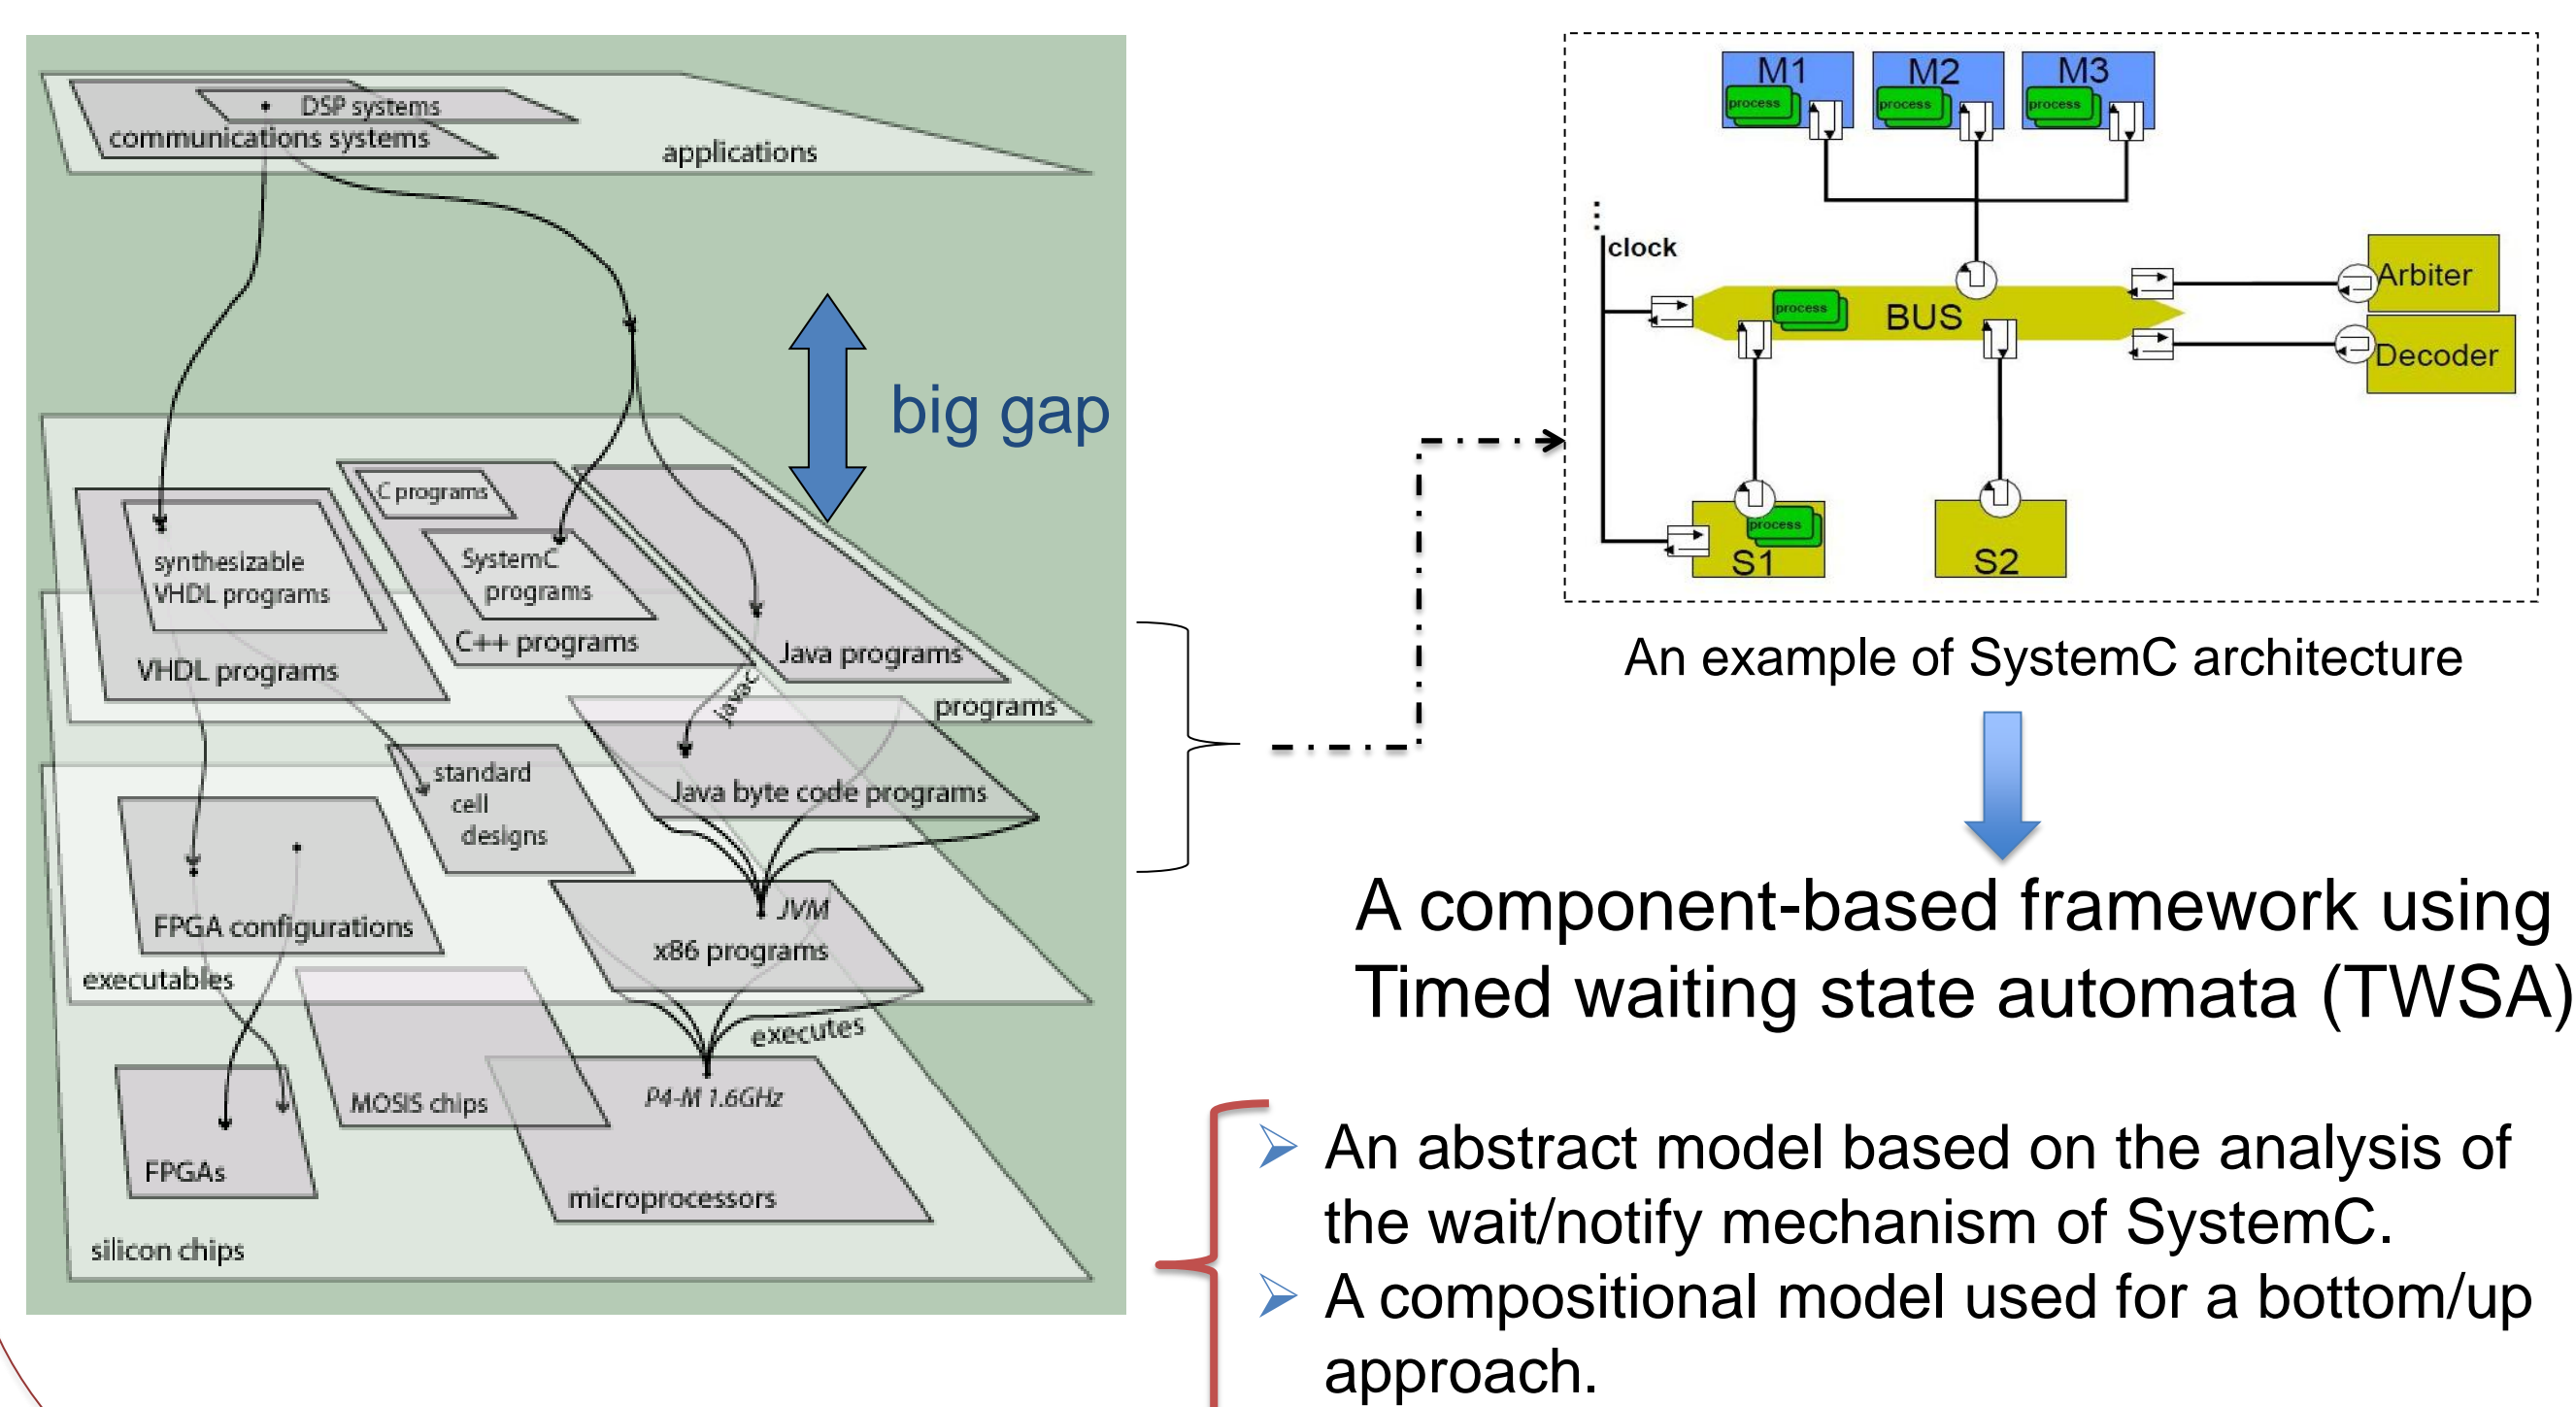 DSP systems
communications systems
applications
big gap
C programs
synthesizable
VHDL programs
SystemC
programs
C++ programs
VHDL programs
Java programs
javac
programs
standard
cell
designs
Java byte code programs
JVM
FPGA configurations
x86 programs
executables
executes
MOSIS chips
P4-M 1.6GHz
FPGAs
microprocessors
silicon chips
M1
M2
M3
process
process
process
clock
process
BUS
Arbiter
Decoder
process
S1
S2
An example of SystemC architecture
A component-based framework using
Timed waiting state automata (TWSA)
An abstract model based on the analysis of
the wait/notify mechanism of SystemC.
A compositional model used for a bottom/up
approach.